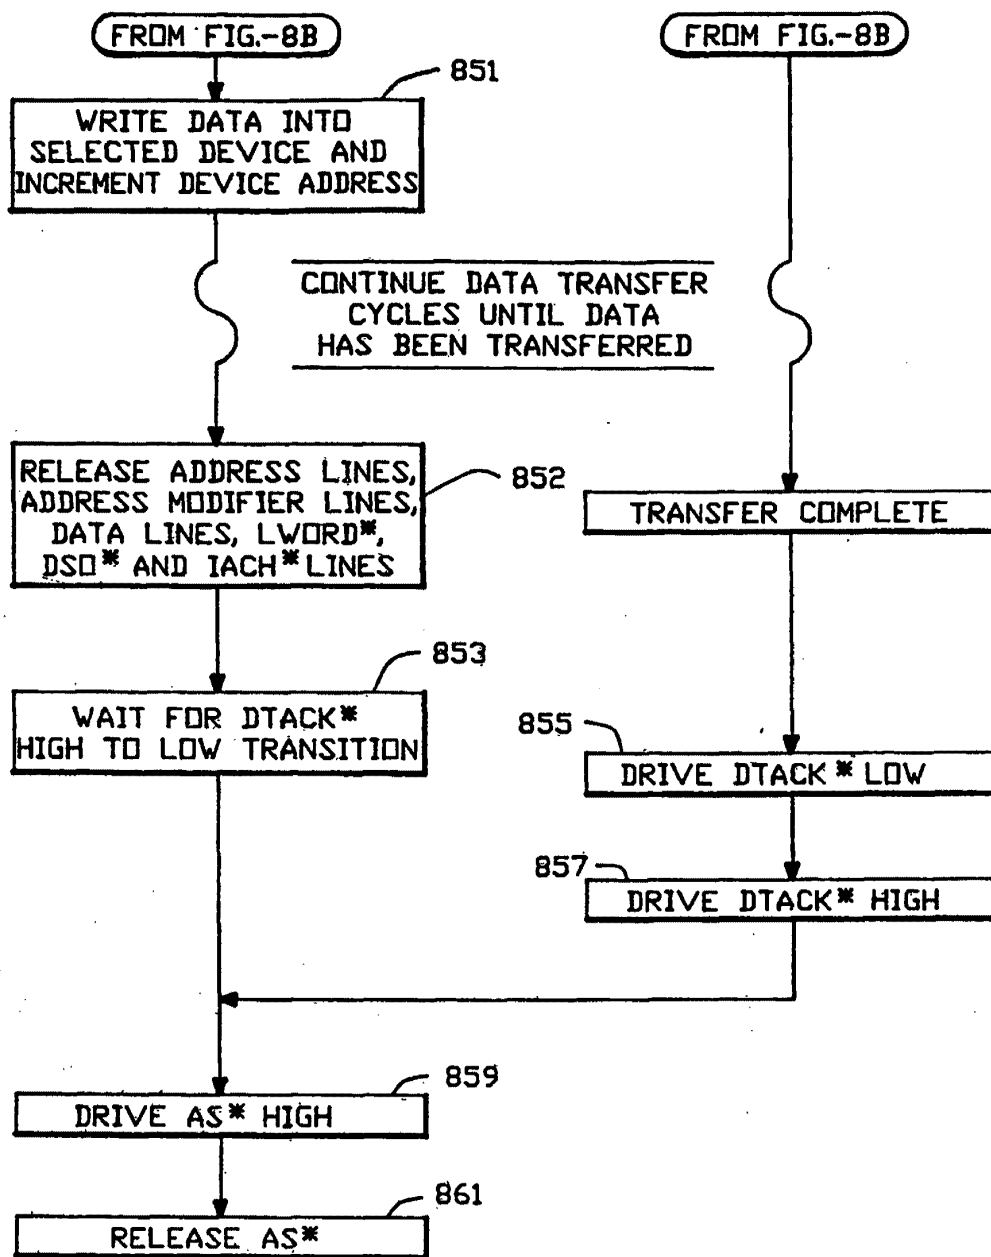 FROM FIG.-8B
FROM FIG.-8B
851
WRITE DATA INTO
SELECTED DEVICE AND
INCREMENT DEVICE ADDRESS
CONTINUE DATA TRANSFER
CYCLES UNTIL DATA
HAS BEEN TRANSFERRED
RELEASE ADDRESS LINES,
ADDRESS MODIFIER LINES,
DATA LINES, LWORD*,
DS0* AND IACH* LINES
852
TRANSFER COMPLETE
853
WAIT FOR DTACK*
HIGH TO LOW TRANSITION
855
DRIVE DTACK* LOW
857
DRIVE DTACK* HIGH
859
DRIVE AS* HIGH
861
RELEASE AS*